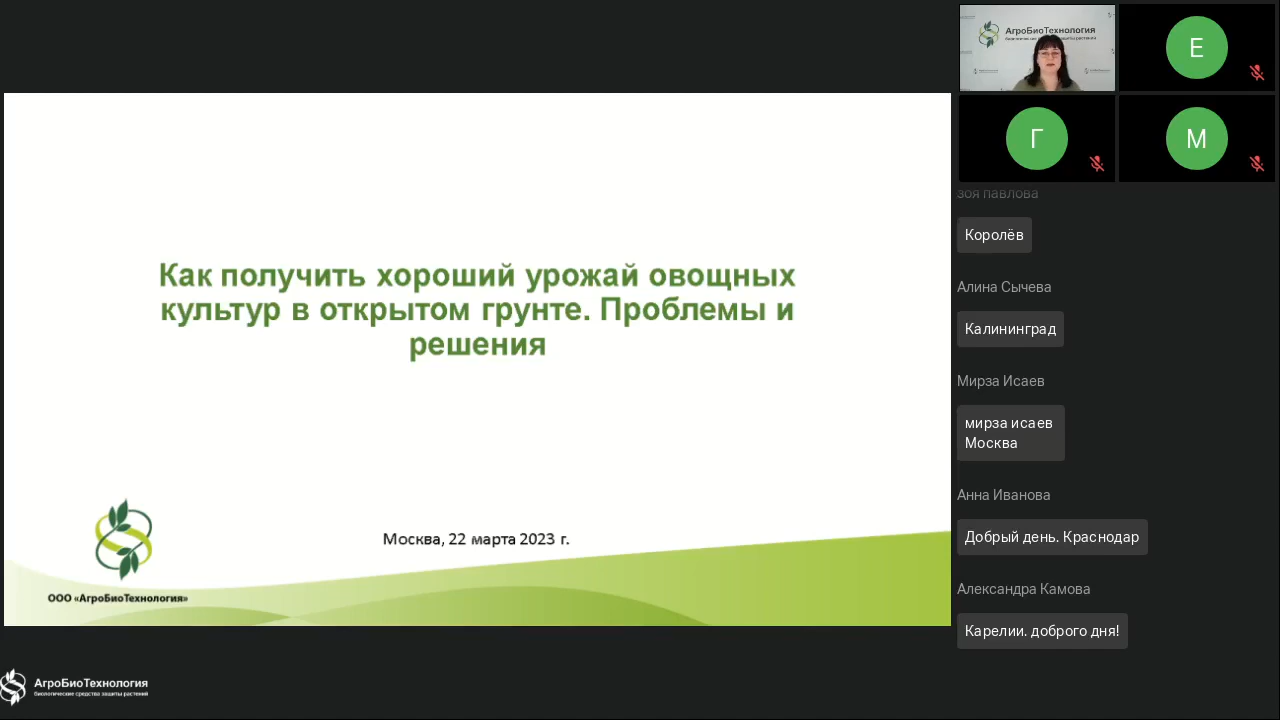 Как получить хороший урожай овощных
культур в открытом грунте. Проблемы и
решения
Москва, 22 марта 2023 г.
ООО «АгроБиоТехнология»
АгроБиоТехнология
биологические средства защиты растений
АгроБиоТехнология
Е
Г
М
зоя павлова
Королёв
Алина Сычева
Калининград
Мирза Исаев
мирза исаев
Москва
Анна Иванова
Добрый день. Краснодар
Александра Камова
Карелии. доброго дня!